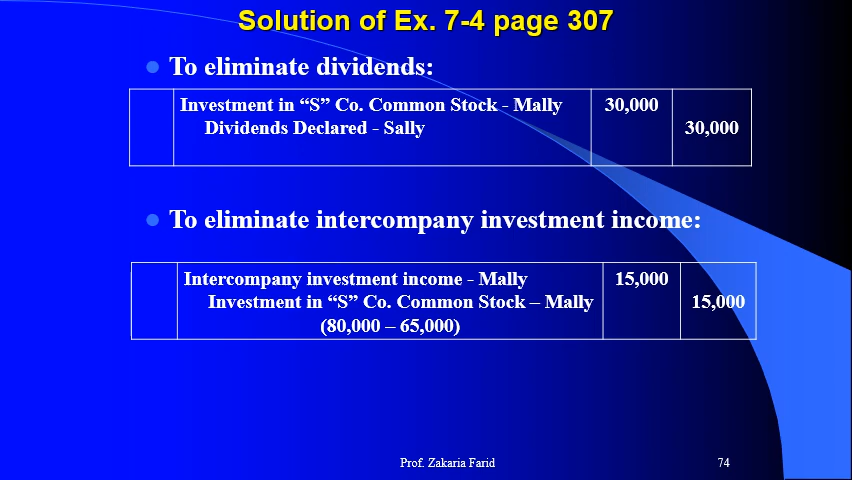 Solution of Ex. 7-4 page 307
To eliminate dividends:
Investment in “S” Co. Common Stock - Mally 30,000
Dividends Declared - Sally 30,000
To eliminate intercompany investment income:
Intercompany investment income - Mally 15,000
Investment in “S” Co. Common Stock – Mally 15,000
(80,000 – 65,000)
Prof. Zakaria Farid 74